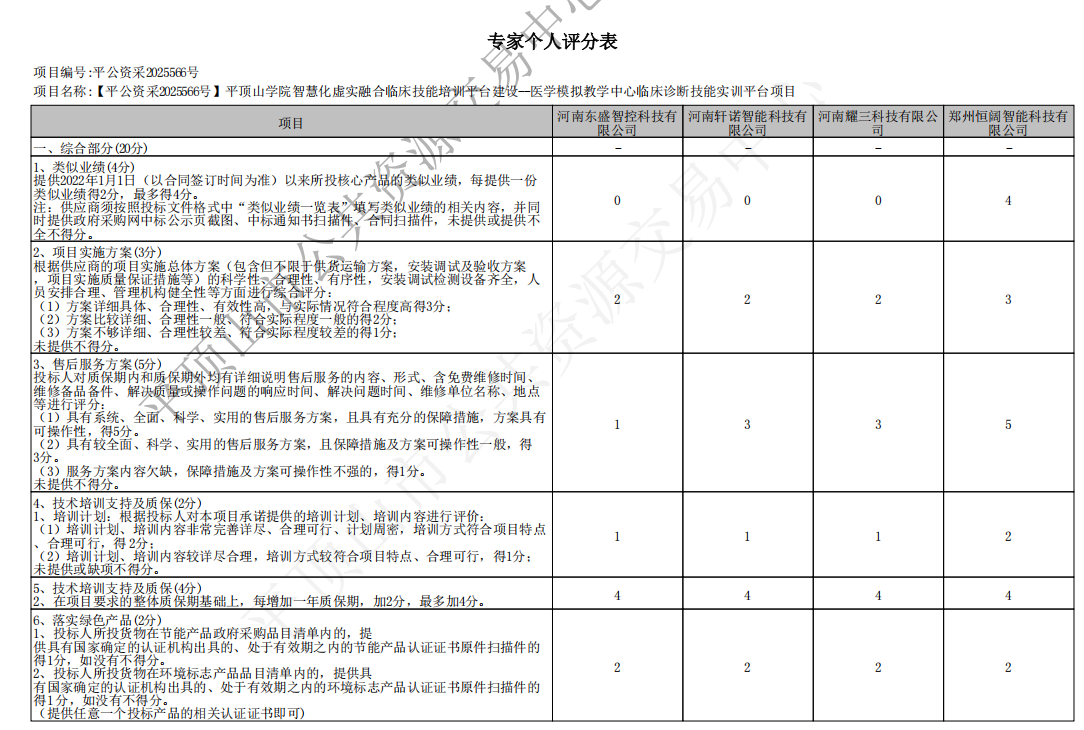 专家个人评分表
项目编号:平公资采2025566号
项目名称:【平公资采2025566号】平顶山学院智慧化虚实融合临床技能培训平台建设—医学模拟教学中心临床诊断技能实训平台项目
项目
河南东盛智控科技有限公司
河南轩诺智能科技有限公司
河南耀三科技有限公司
郑州恒阔智能科技有限公司
一、综合部分(20分)
-
-
-
-
1、类似业绩(4分)
提供2022年1月1日（以合同签订时间为准）以来所投核心产品的类似业绩，每提供一份
类似业绩得2分，最多得4分。
注：供应商须按照投标文件格式中“类似业绩一览表”填写类似业绩的相关内容，并同
时提供政府采购网中标公示页截图、中标通知书扫描件、合同扫描件，未提供或提供不
全不得分。
0
0
0
4
2、项目实施方案(3分)
根据供应商的项目实施总体方案（包含但不限于供货运输方案，安装调试及验收方案
，项目实施质量保证措施等）的科学性、合理性、有序性，安装调试检测设备齐全，人
员安排合理、管理机构健全性等方面进行综合评分：
（1）方案详细具体、合理性、有效性高，与实际情况符合程度高得3分；
（2）方案比较详细、合理性一般、符合实际程度一般的得2分；
（3）方案不够详细、合理性较差、符合实际程度较差的得1分；
未提供不得分。
2
2
2
3
3、售后服务方案(5分)
投标人对质保期内和质保期外均有详细说明售后服务的内容、形式、含免费维修时间、
维修备品备件、解决质量或操作问题的响应时间、解决问题时间、维修单位名称、地点
等进行评分：
（1）具有系统、全面、科学、实用的售后服务方案，且具有充分的保障措施，方案具有
可操作性，得5分。
（2）具有较全面、科学、实用的售后服务方案，且保障措施及方案可操作性一般，得
3分。
（3）服务方案内容欠缺，保障措施及方案可操作性不强的，得1分。
未提供不得分。
1
3
3
5
4、技术培训支持及质保(2分)
1、培训计划：根据投标人对本项目承诺提供的培训计划、培训内容进行评价：
（1）培训计划、培训内容非常完善详尽、合理可行、计划周密，培训方式符合项目特点
、合理可行，得 2分；
（2）培训计划、培训内容较详尽合理，培训方式较符合项目特点、合理可行，得1分；
未提供或缺项不得分。
1
1
1
2
5、技术培训支持及质保(4分)
2、在项目要求的整体质保期基础上，每增加一年质保期，加2分，最多加4分。
4
4
4
4
6、落实绿色产品(2分)
1、投标人所投货物在节能产品政府采购品目清单内的，提
供具有国家确定的认证机构出具的、处于有效期之内的节能产品认证证书原件扫描件的
得1分，如没有不得分。
2、投标人所投货物在环境标志产品品目清单内的，提供具
有国家确定的认证机构出具的、处于有效期之内的环境标志产品认证证书原件扫描件的
得1分，如没有不得分。
（提供任意一个投标产品的相关认证证书即可)
2
2
2
2
平顶山市公共资源交易中心
平顶山市公共资源交易中心